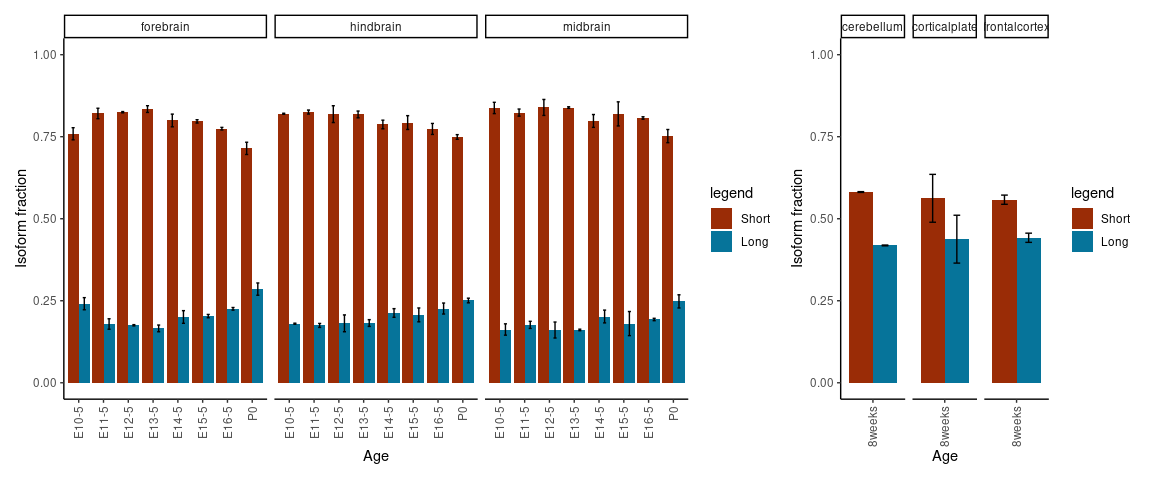 forebrain hindbrain midbrain
1.00
0.75
0.50
0.25
0.00
Isoform fraction
E10-5 E11-5 E12-5 E13-5 E14-5 E15-5 E16-5 P0 E10-5 E11-5 E12-5 E13-5 E14-5 E15-5 E16-5 P0 E10-5 E11-5 E12-5 E13-5 E14-5 E15-5 E16-5 P0
Age
legend
Short
Long
cerebellum corticalplate rontalcortex
1.00
0.75
0.50
0.25
0.00
Isoform fraction
8weeks 8weeks 8weeks
Age
legend
Short
Long